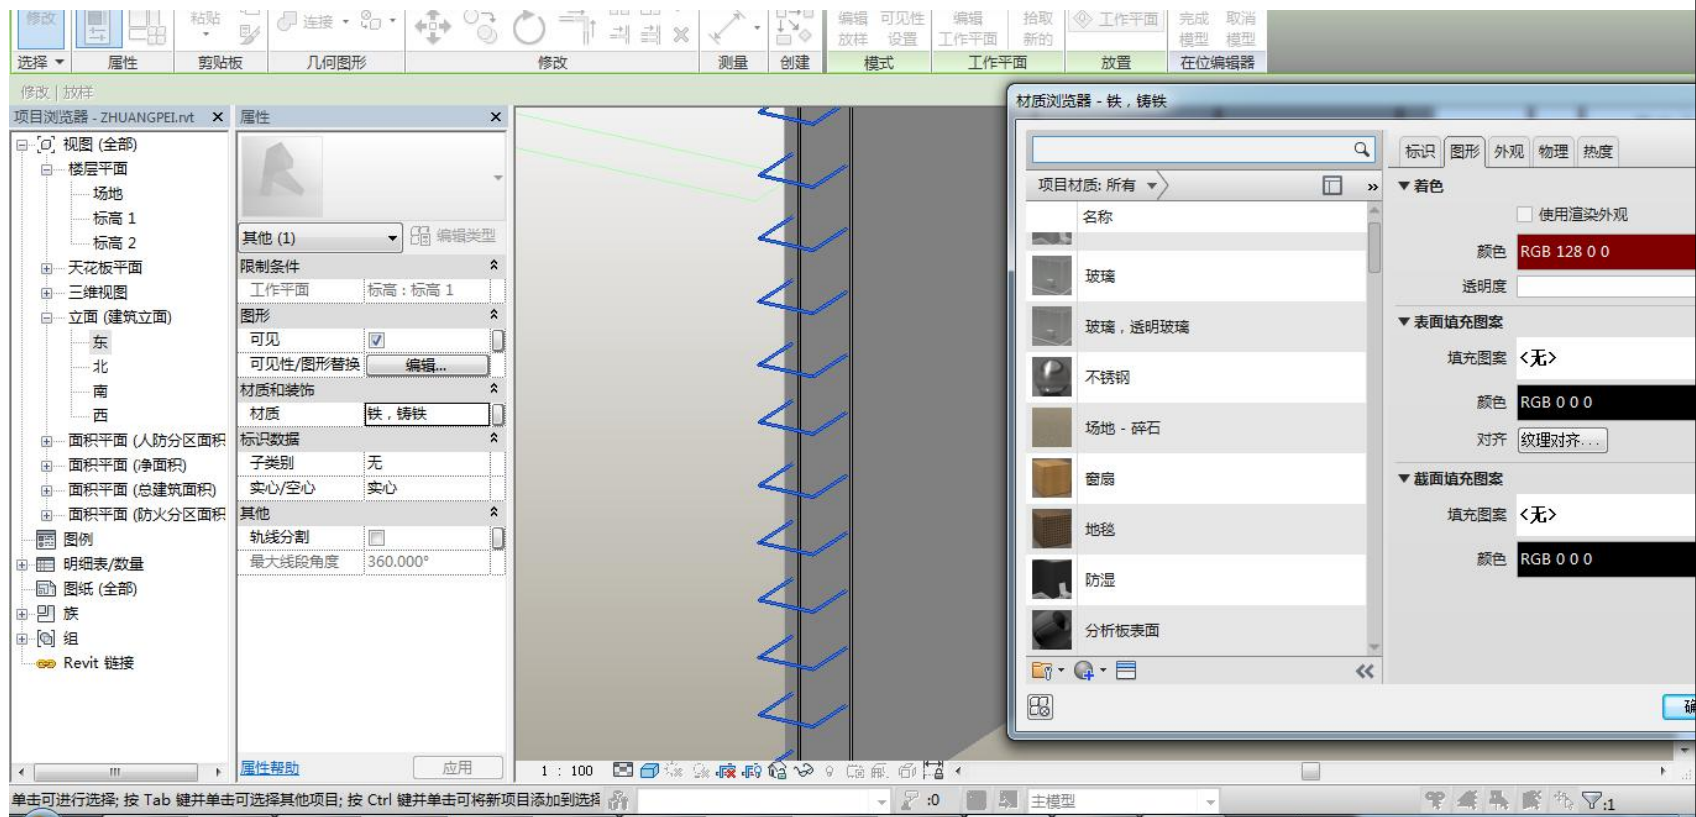 修改
粘贴
连接
编辑 可见性 编辑 拾取 工作平面 完成 取消
放样 设置 工作平面 新的 模型 模型
选择 属性 剪贴板 几何图形 修改 测量 创建 模式 工作平面 放置 在位编辑器
修改 | 放样
项目浏览器 - ZHUANGPEI.rvt
视图 (全部)
楼层平面
场地
标高 1
标高 2
天花板平面
三维视图
立面 (建筑立面)
东
北
南
西
面积平面 (人防分区面积
面积平面 (净面积)
面积平面 (总建筑面积)
面积平面 (防火分区面积
图例
明细表/数量
图纸 (全部)
族
组
Revit 链接
属性
其他 (1) 编辑类型
限制条件
工作平面 标高 : 标高 1
图形
可见
可见性/图形替换 编辑...
材质和装饰
材质 铁，铸铁
标识数据
子类别 无
实心/空心 实心
其他
轨线分割
最大线段角度 360.000°
属性帮助 应用
1 : 100
材质浏览器 - 铁，铸铁
项目材质: 所有
名称
玻璃
玻璃，透明玻璃
不锈钢
场地 - 碎石
窗扇
地毯
防湿
分析板表面
标识 图形 外观 物理 热度
着色
使用渲染外观
颜色 RGB 128 0 0
透明度
表面填充图案
填充图案 <无>
颜色 RGB 0 0 0
对齐 纹理对齐...
截面填充图案
填充图案 <无>
颜色 RGB 0 0 0
单击可进行选择; 按 Tab 键并单击可选择其他项目; 按 Ctrl 键并单击可将新项目添加到选择
:0 主模型 :1